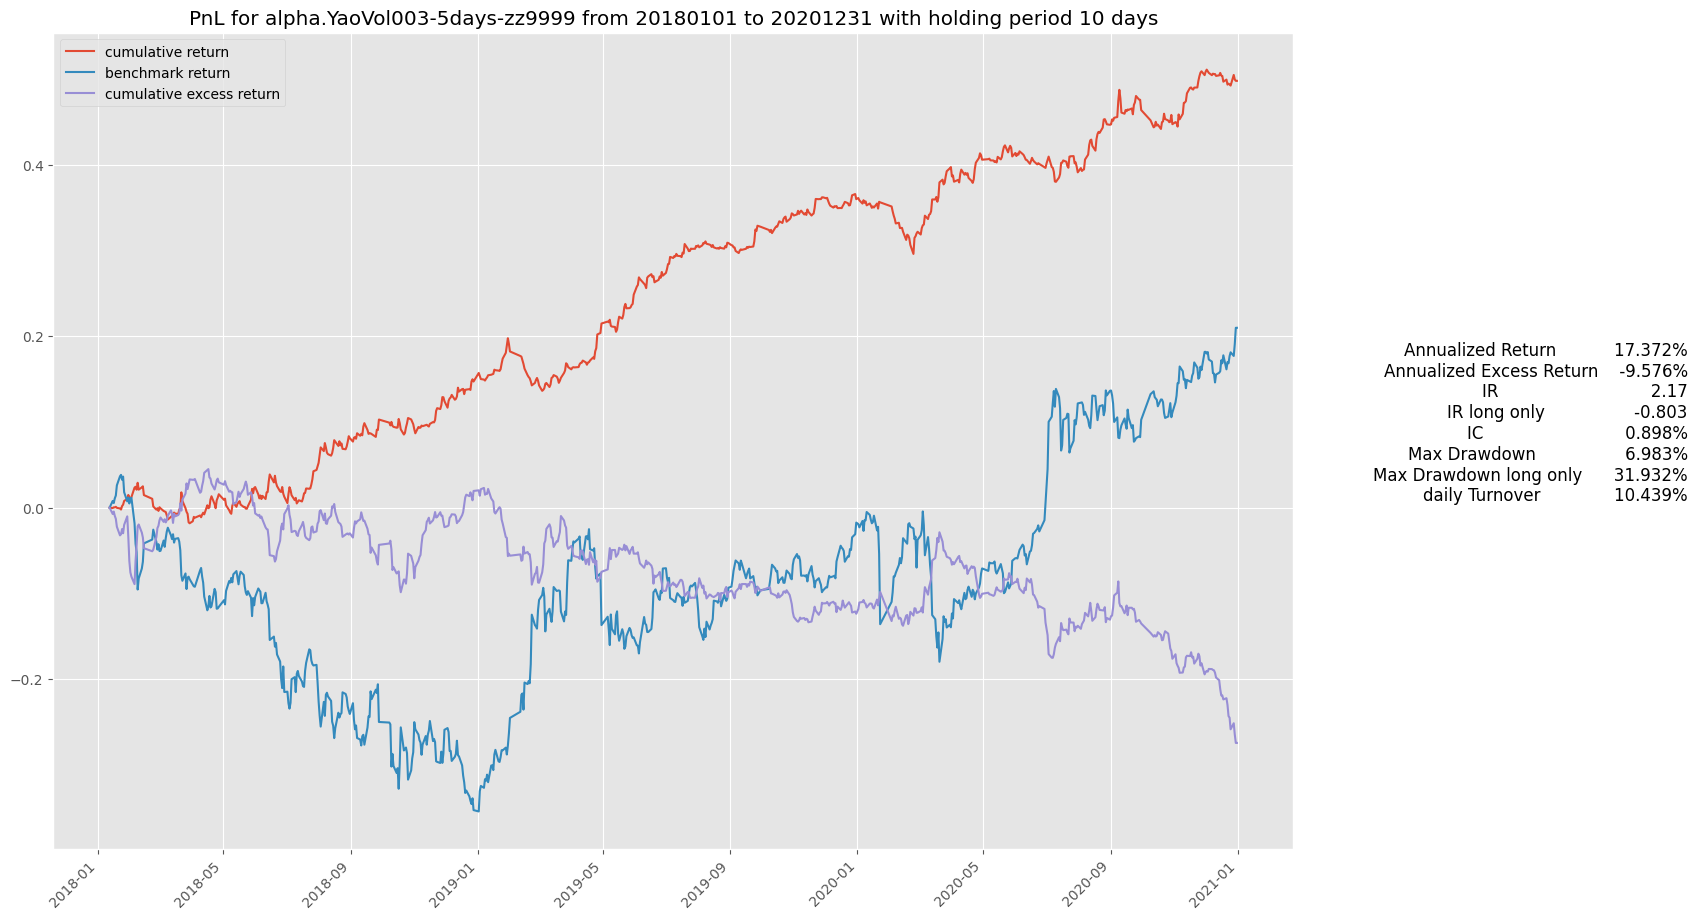 PnL for alpha.YaoVol003-5days-zz9999 from 20180101 to 20201231 with holding period 10 days
cumulative return
benchmark return
cumulative excess return
0.4
0.2
0.0
−0.2
2018-01
2018-05
2018-09
2019-01
2019-05
2019-09
2020-01
2020-05
2020-09
2021-01
Annualized Return 17.372%
Annualized Excess Return -9.576%
IR 2.17
IR long only -0.803
IC 0.898%
Max Drawdown 6.983%
Max Drawdown long only 31.932%
daily Turnover 10.439%